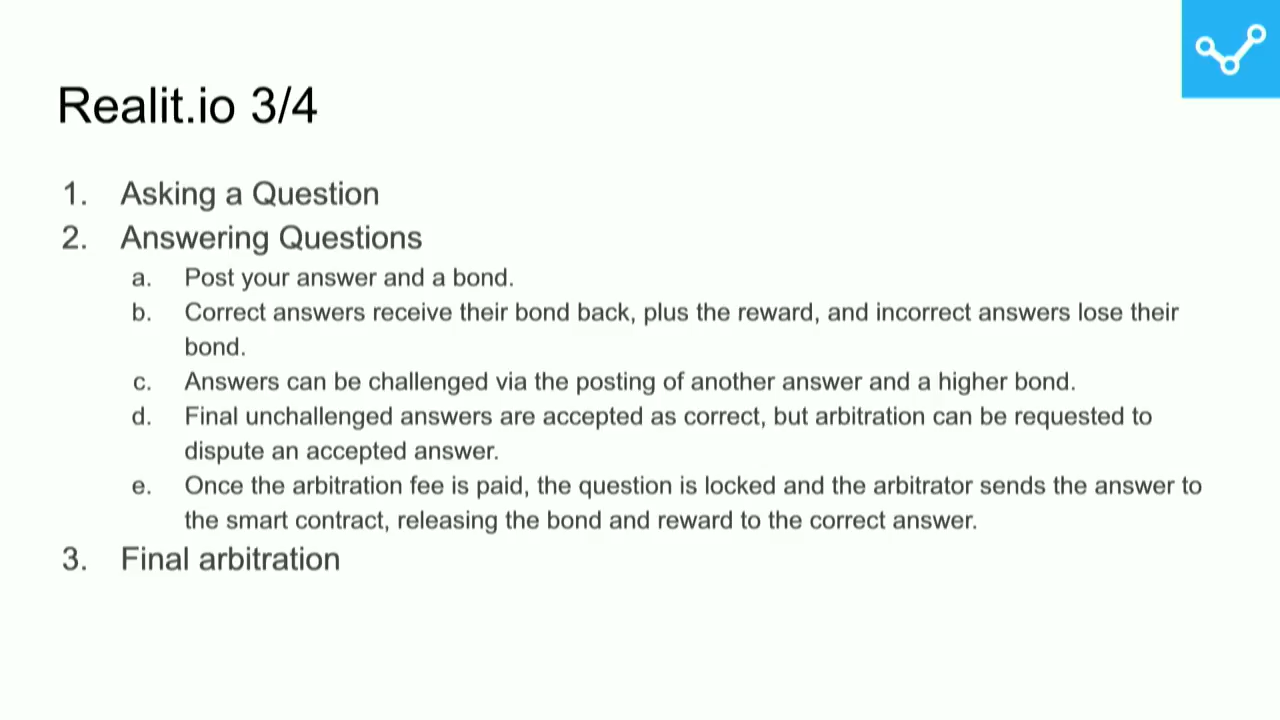 Realit.io 3/4
1. Asking a Question
2. Answering Questions
a. Post your answer and a bond.
b. Correct answers receive their bond back, plus the reward, and incorrect answers lose their
bond.
c. Answers can be challenged via the posting of another answer and a higher bond.
d. Final unchallenged answers are accepted as correct, but arbitration can be requested to
dispute an accepted answer.
e. Once the arbitration fee is paid, the question is locked and the arbitrator sends the answer to
the smart contract, releasing the bond and reward to the correct answer.
3. Final arbitration